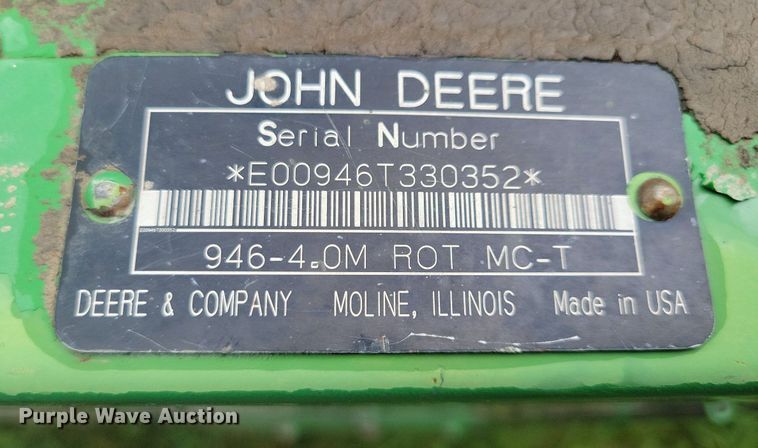 JOHN DEERE
Serial Number
*E00946T330352*
946-4.0M ROT MC-T
DEERE & COMPANY MOLINE, ILLINOIS Made in USA
Purple Wave Auction